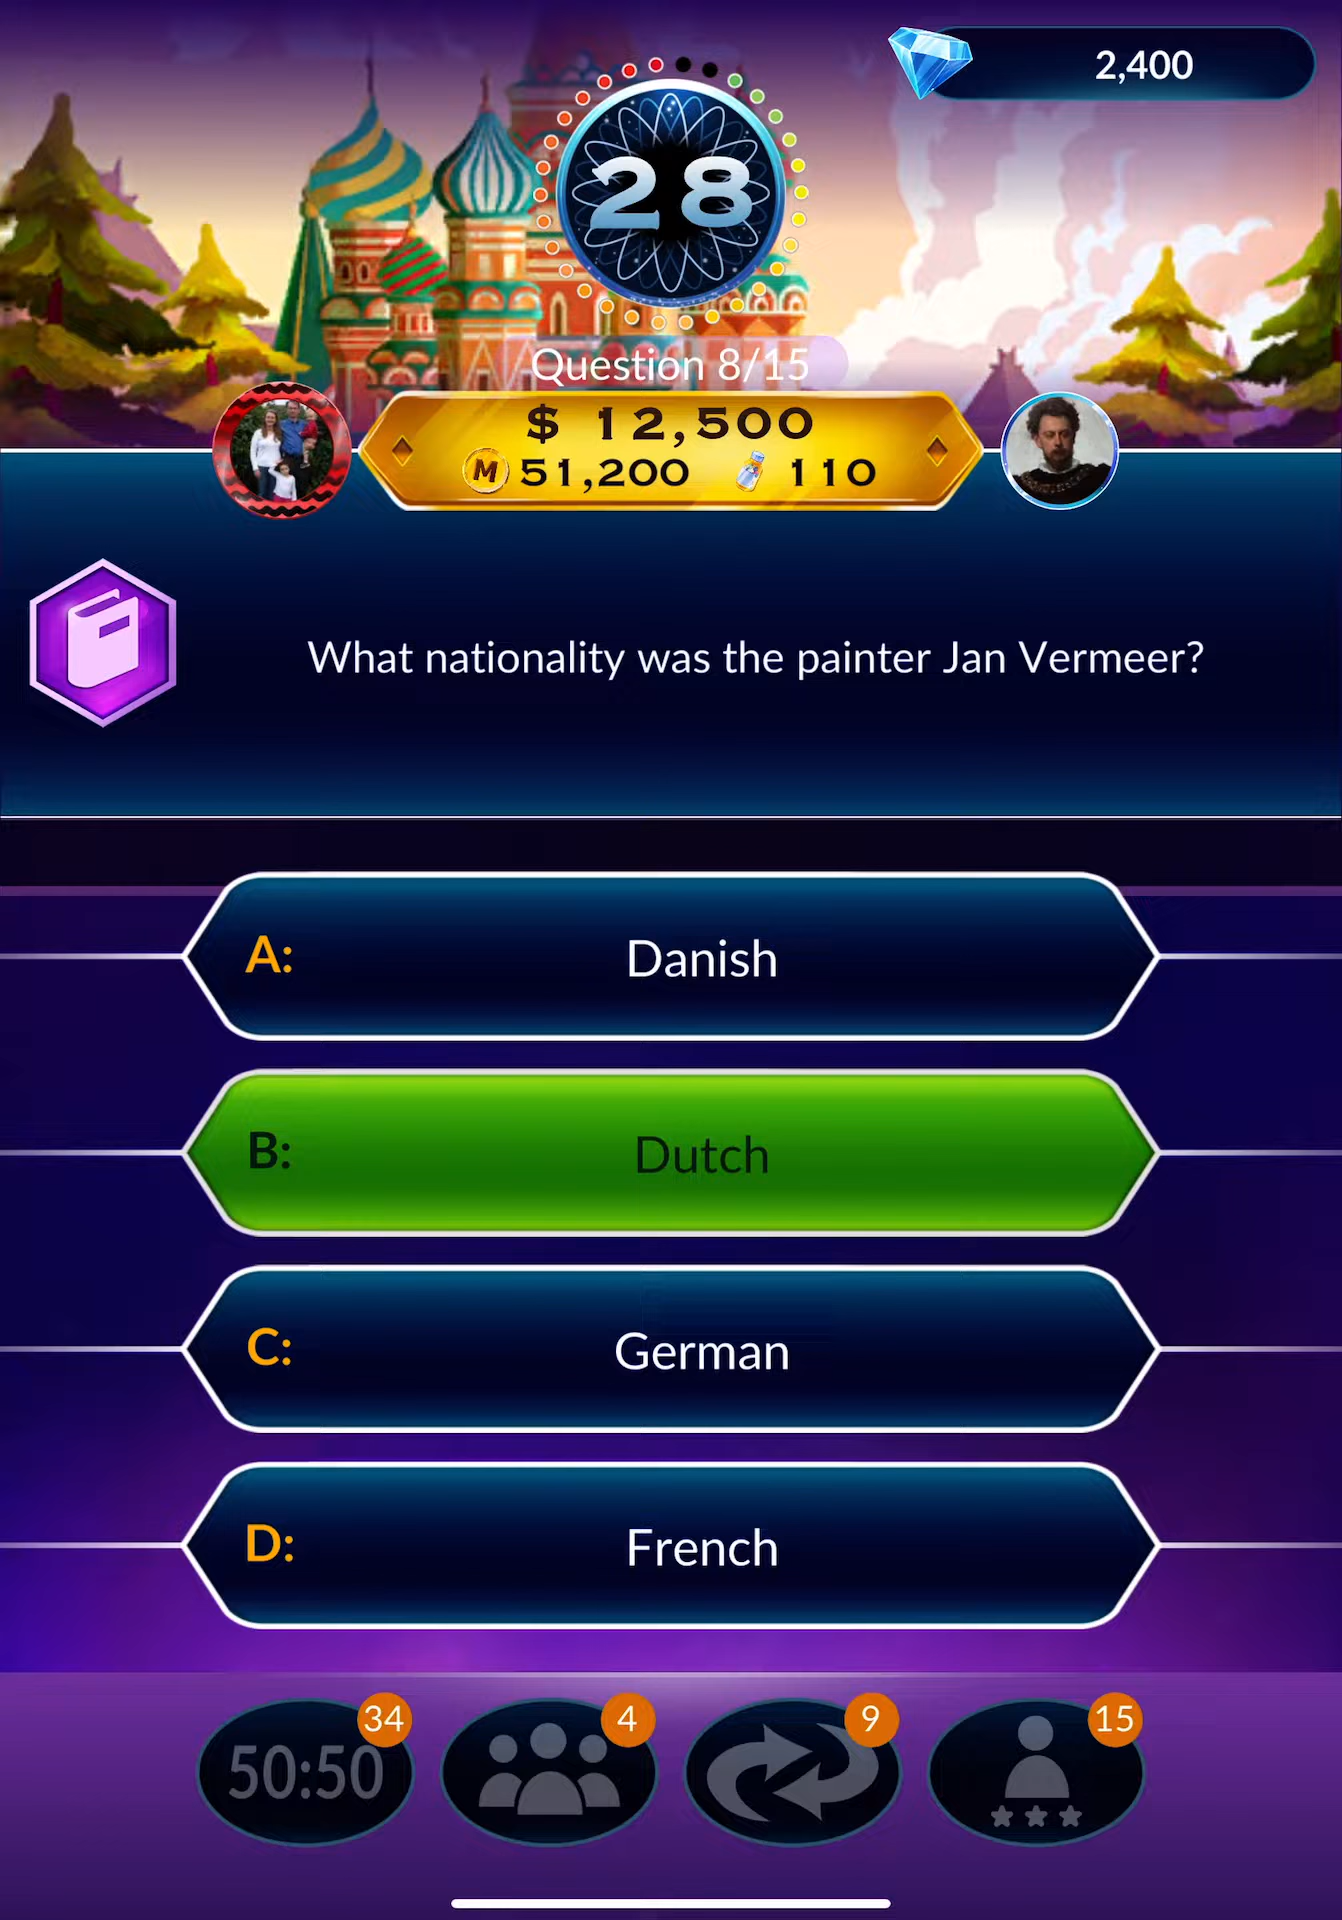 2,400
28
Question 8/15
$ 12,500
M 51,200 110
What nationality was the painter Jan Vermeer?
A: Danish
B: Dutch
C: German
D: French
34 4 9 15
50:50